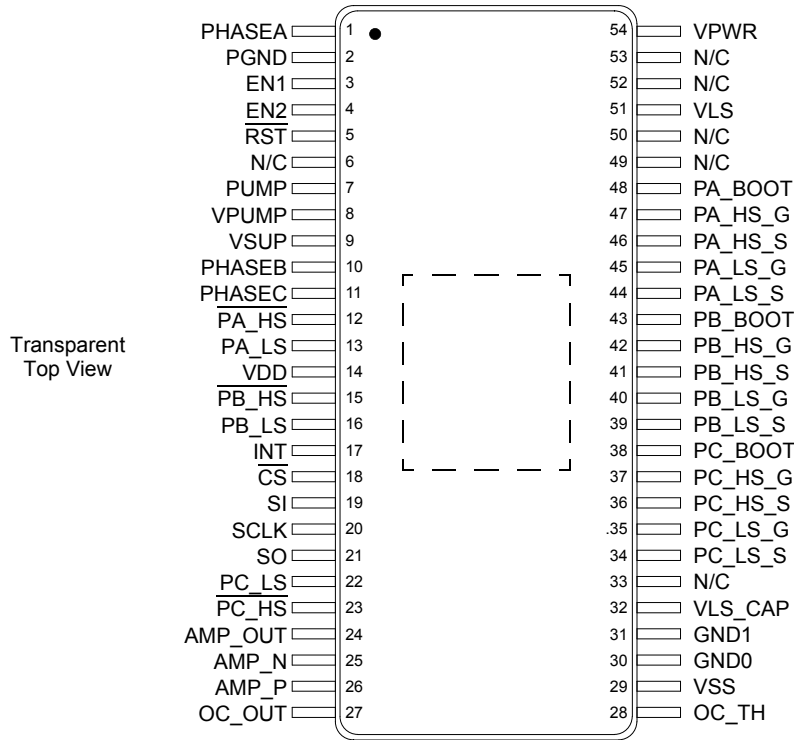 PHASEA 1 54 VPWR
PGND 2 53 N/C
EN1 3 52 N/C
EN2 4 51 VLS
RST 5 50 N/C
N/C 6 49 N/C
PUMP 7 48 PA_BOOT
VPUMP 8 47 PA_HS_G
VSUP 9 46 PA_HS_S
PHASEB 10 45 PA_LS_G
PHASEC 11 44 PA_LS_S
PA_HS 12 43 PB_BOOT
Transparent
Top View
PA_LS 13 42 PB_HS_G
VDD 14 41 PB_HS_S
PB_HS 15 40 PB_LS_G
PB_LS 16 39 PB_LS_S
INT 17 38 PC_BOOT
CS 18 37 PC_HS_G
SI 19 36 PC_HS_S
SCLK 20 .35 PC_LS_G
SO 21 34 PC_LS_S
PC_LS 22 33 N/C
PC_HS 23 32 VLS_CAP
AMP_OUT 24 31 GND1
AMP_N 25 30 GND0
AMP_P 26 29 VSS
OC_OUT 27 28 OC_TH